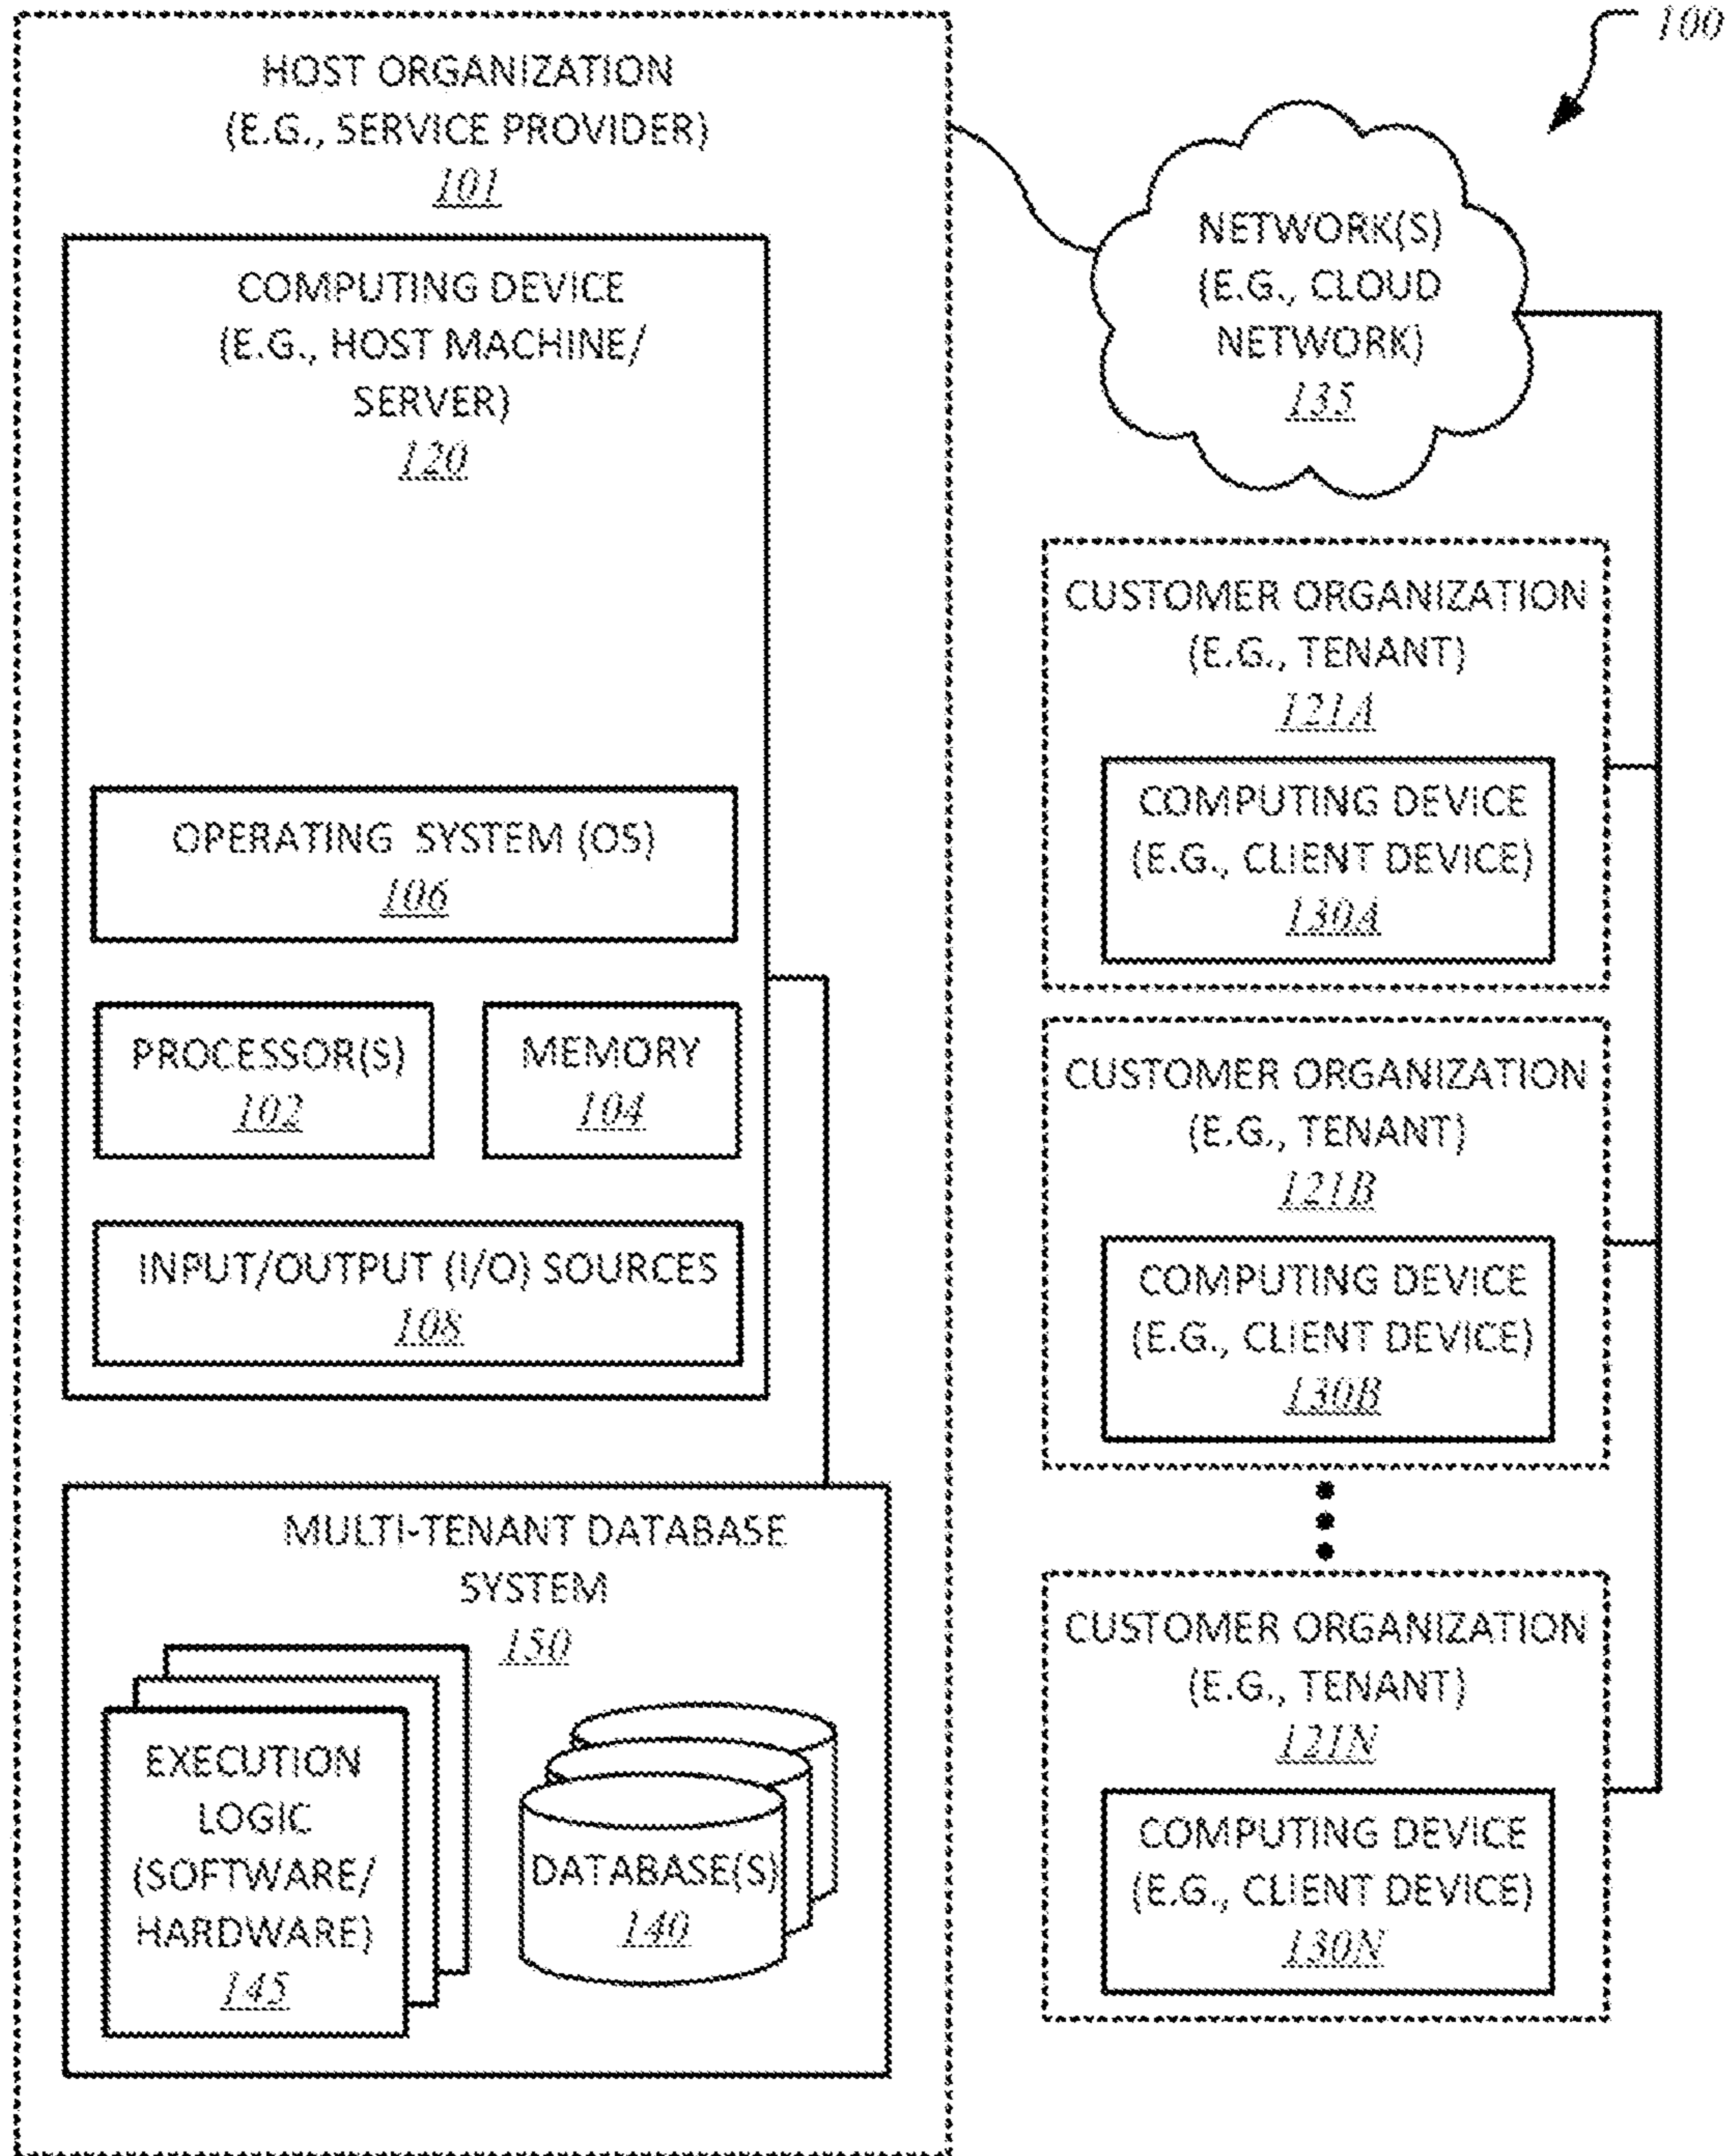 100
HOST ORGANIZATION
(E.G., SERVICE PROVIDER)
101
COMPUTING DEVICE
(E.G., HOST MACHINE/
SERVER)
120
OPERATING SYSTEM (OS)
106
PROCESSOR(S)
102
MEMORY
104
INPUT/OUTPUT (I/O) SOURCES
108
MULTI-TENANT DATABASE
SYSTEM
150
EXECUTION
LOGIC
(SOFTWARE/
HARDWARE)
145
DATABASE(S)
140
NETWORK(S)
(E.G., CLOUD
NETWORK)
135
CUSTOMER ORGANIZATION
(E.G., TENANT)
121A
COMPUTING DEVICE
(E.G., CLIENT DEVICE)
130A
CUSTOMER ORGANIZATION
(E.G., TENANT)
121B
COMPUTING DEVICE
(E.G., CLIENT DEVICE)
130B
CUSTOMER ORGANIZATION
(E.G., TENANT)
121N
COMPUTING DEVICE
(E.G., CLIENT DEVICE)
130N